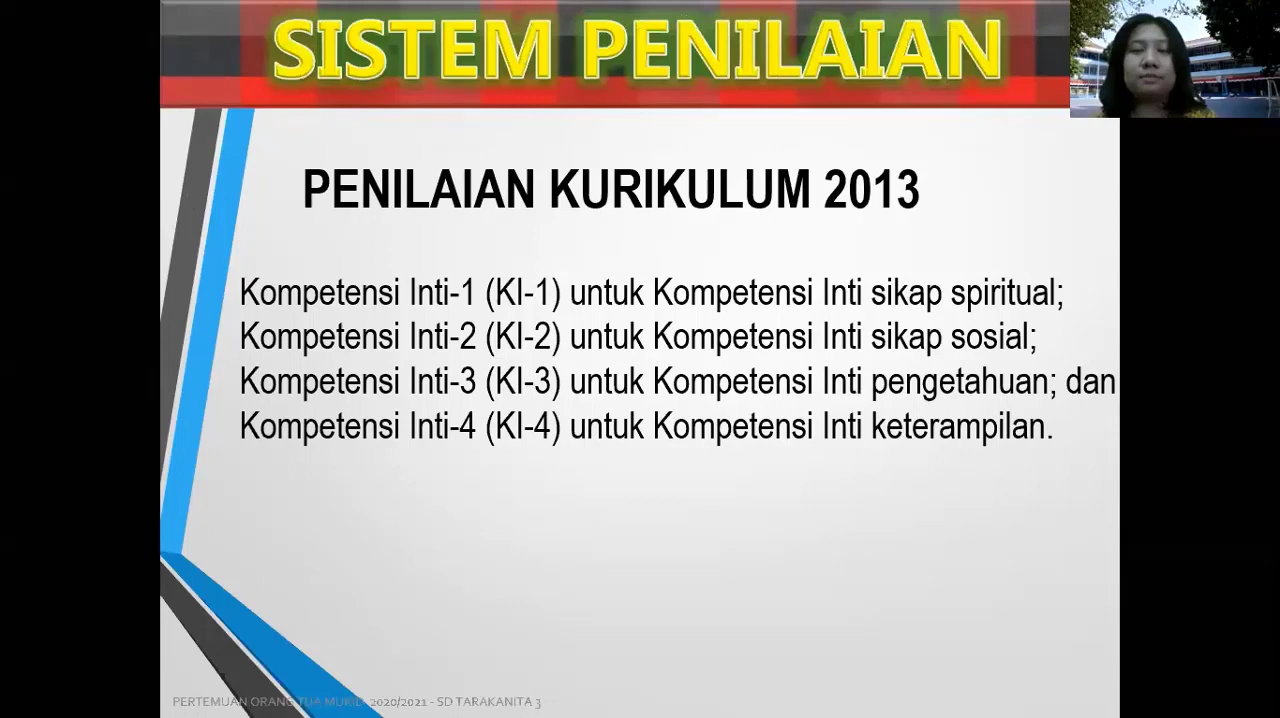 SISTEM PENILAIAN
PENILAIAN KURIKULUM 2013
Kompetensi Inti-1 (KI-1) untuk Kompetensi Inti sikap spiritual;
Kompetensi Inti-2 (KI-2) untuk Kompetensi Inti sikap sosial;
Kompetensi Inti-3 (KI-3) untuk Kompetensi Inti pengetahuan; dan
Kompetensi Inti-4 (KI-4) untuk Kompetensi Inti keterampilan.
PERTEMUAN ORANG TUA MURID 2020/2021 - SD TARAKANITA 3